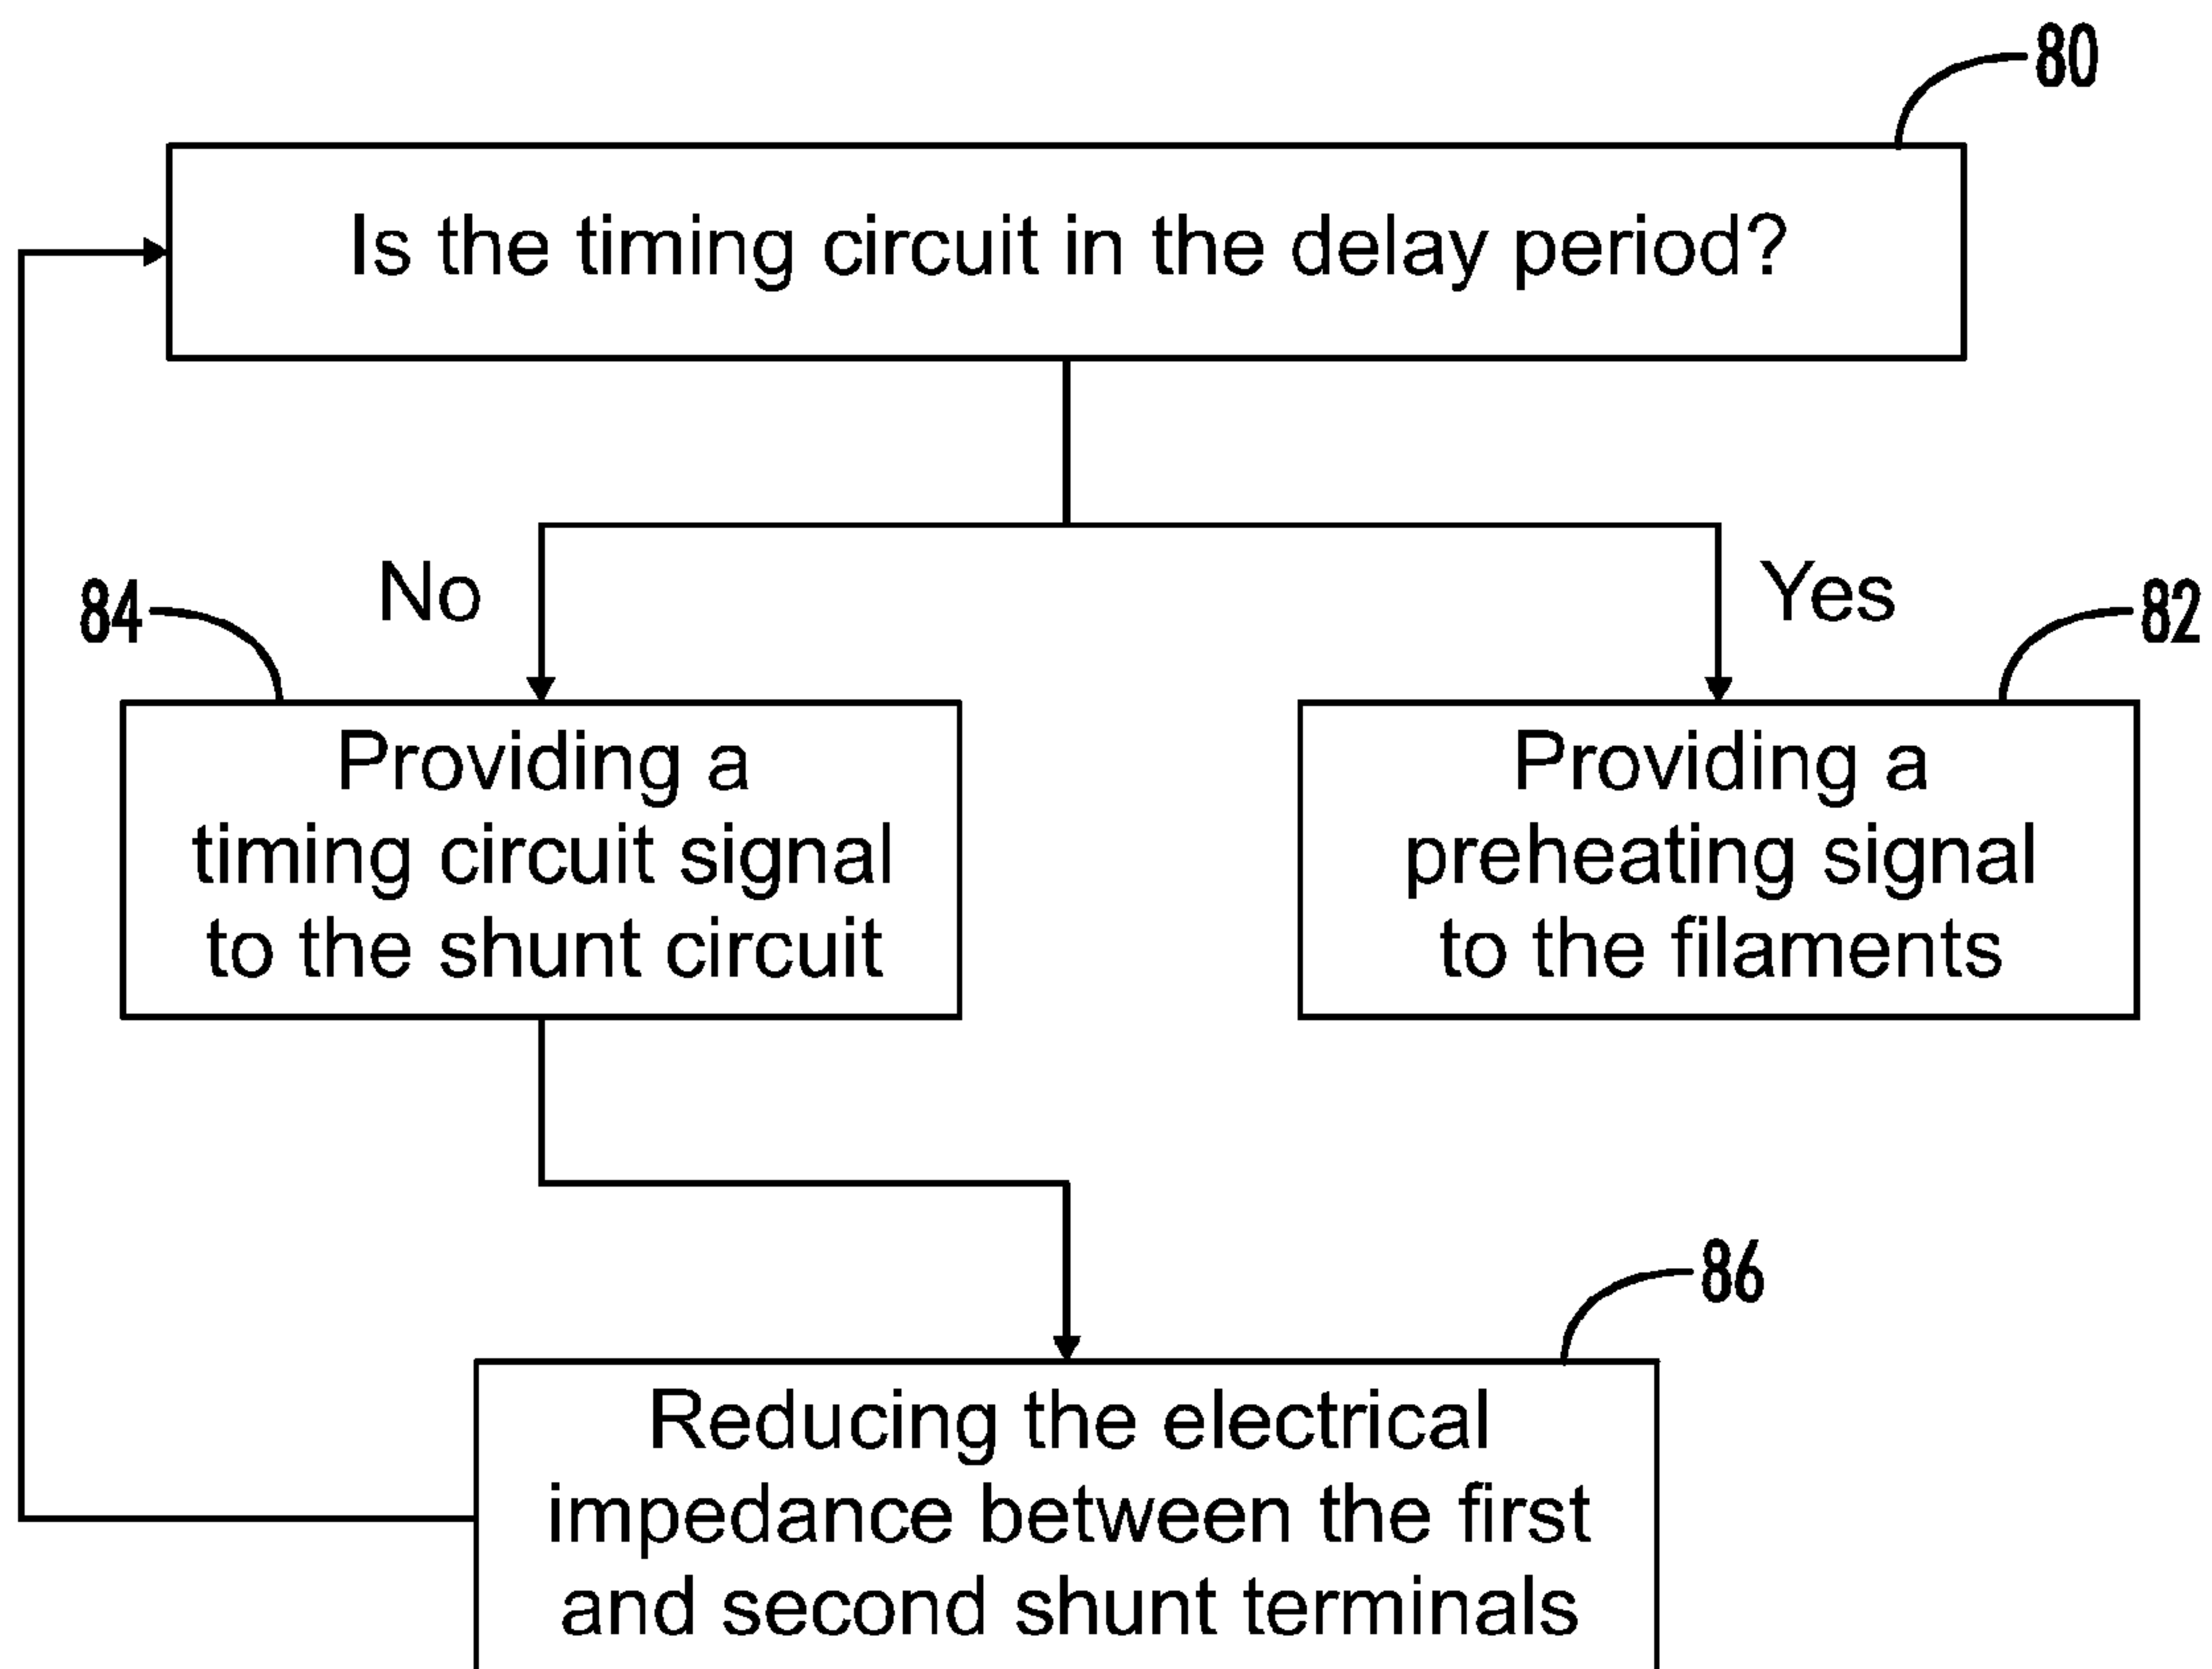 80
Is the timing circuit in the delay period?
No
Yes
84
82
Providing a
timing circuit signal
to the shunt circuit
Providing a
preheating signal
to the filaments
86
Reducing the electrical
impedance between the first
and second shunt terminals